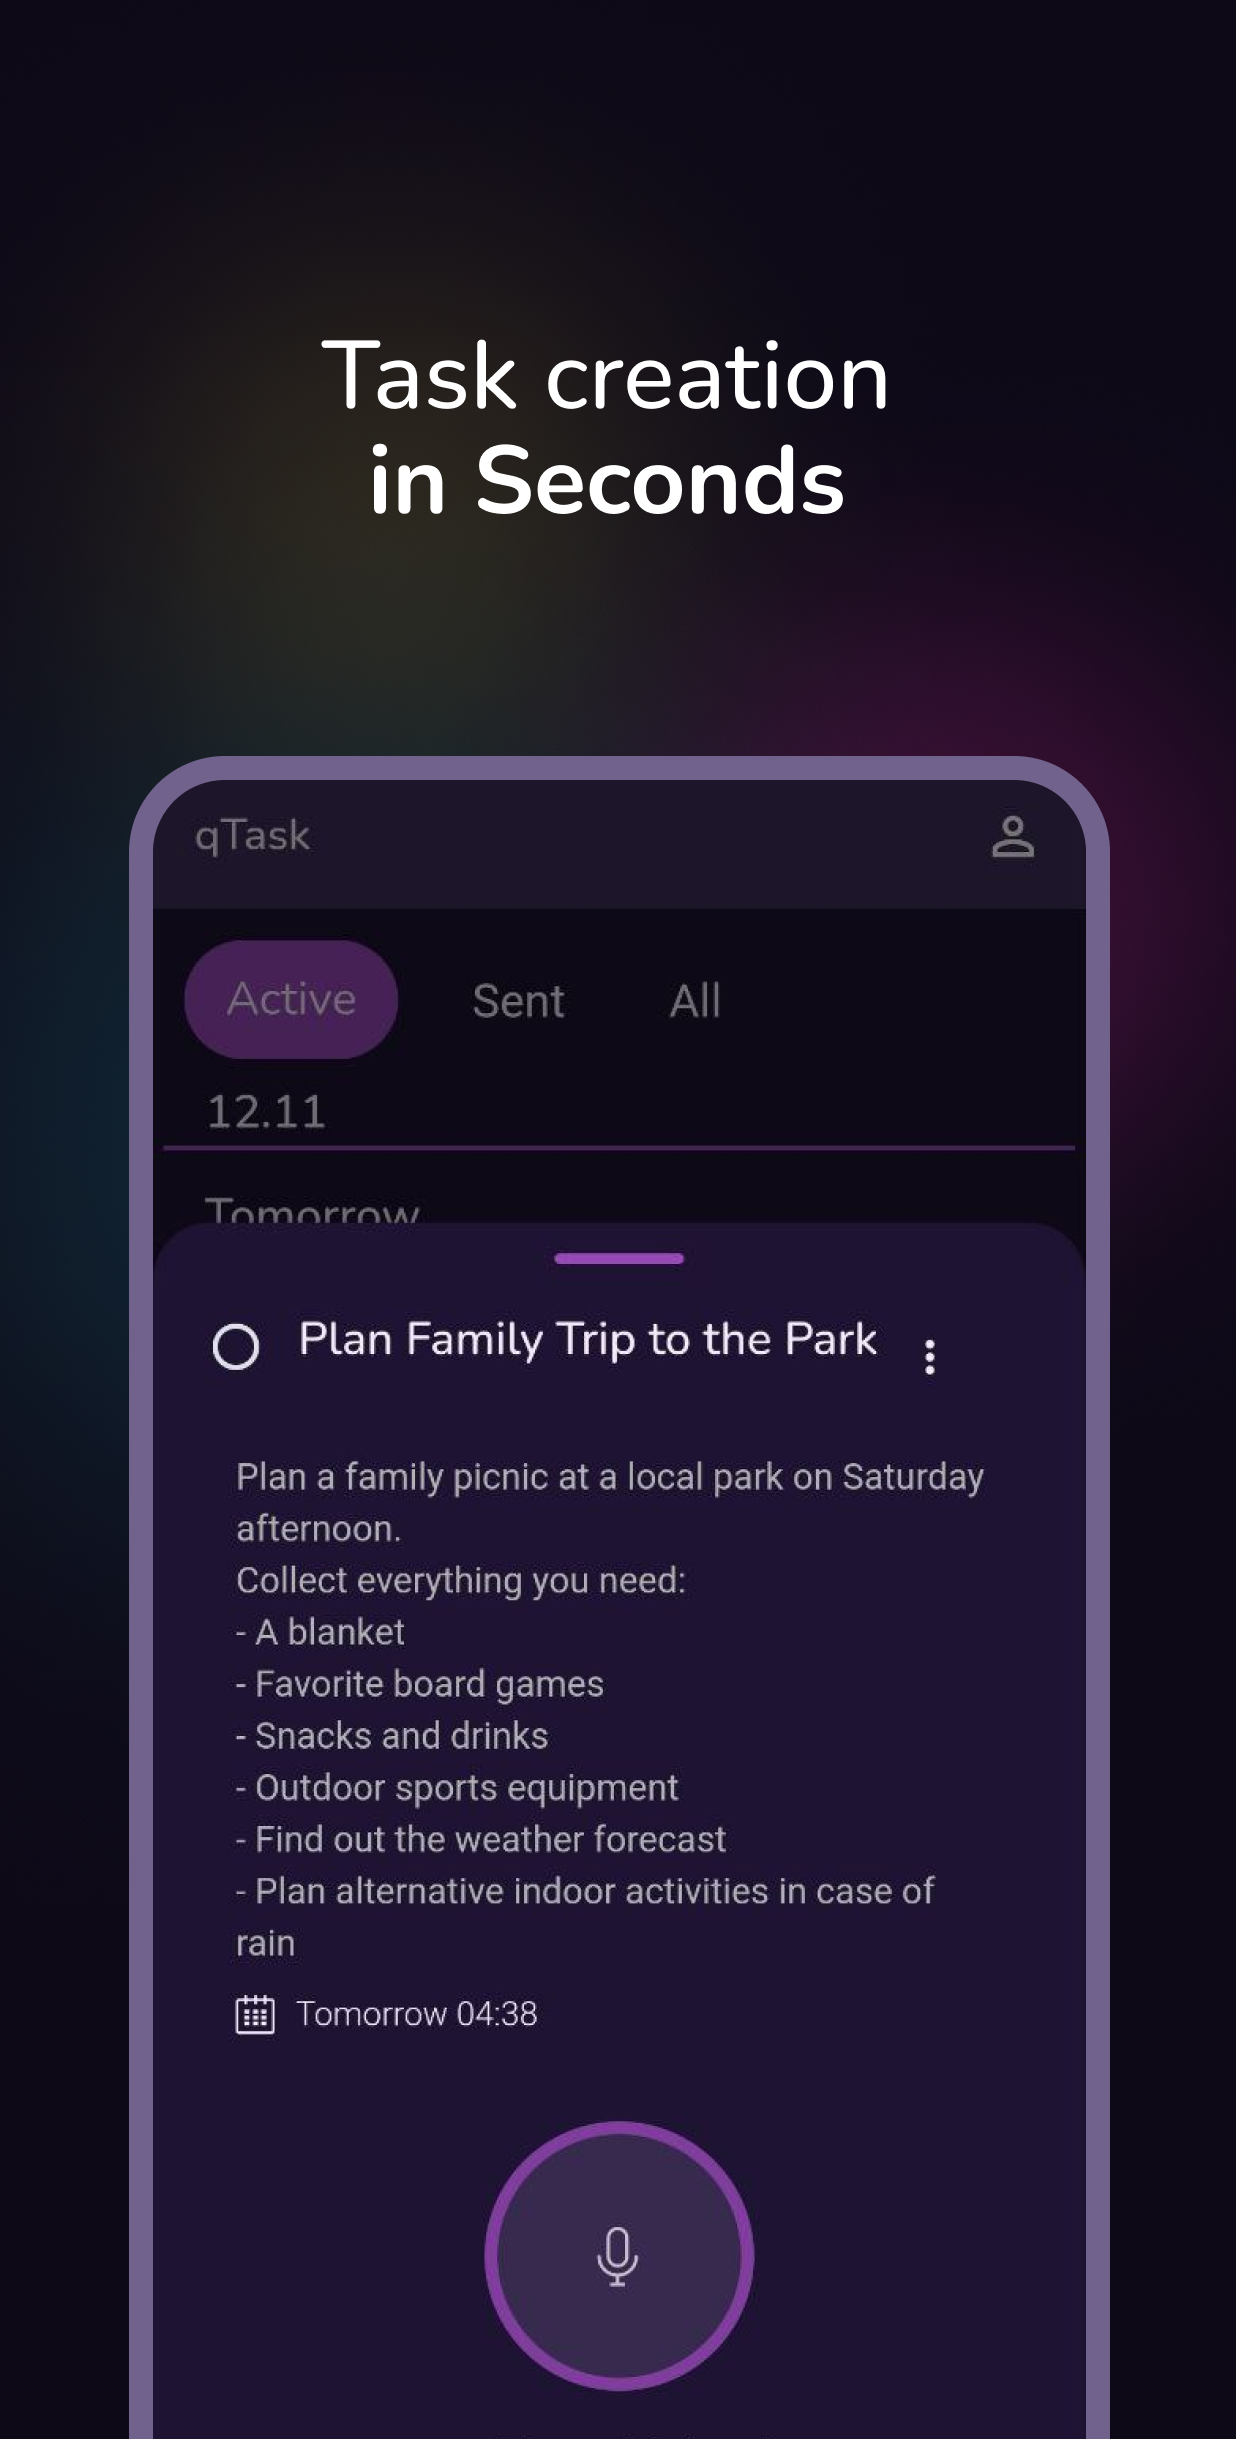 Task creation
in Seconds
qTask
Active Sent All
12.11
Tomorrow
Plan Family Trip to the Park
Plan a family picnic at a local park on Saturday
afternoon.
Collect everything you need:
- A blanket
- Favorite board games
- Snacks and drinks
- Outdoor sports equipment
- Find out the weather forecast
- Plan alternative indoor activities in case of
rain
Tomorrow 04:38